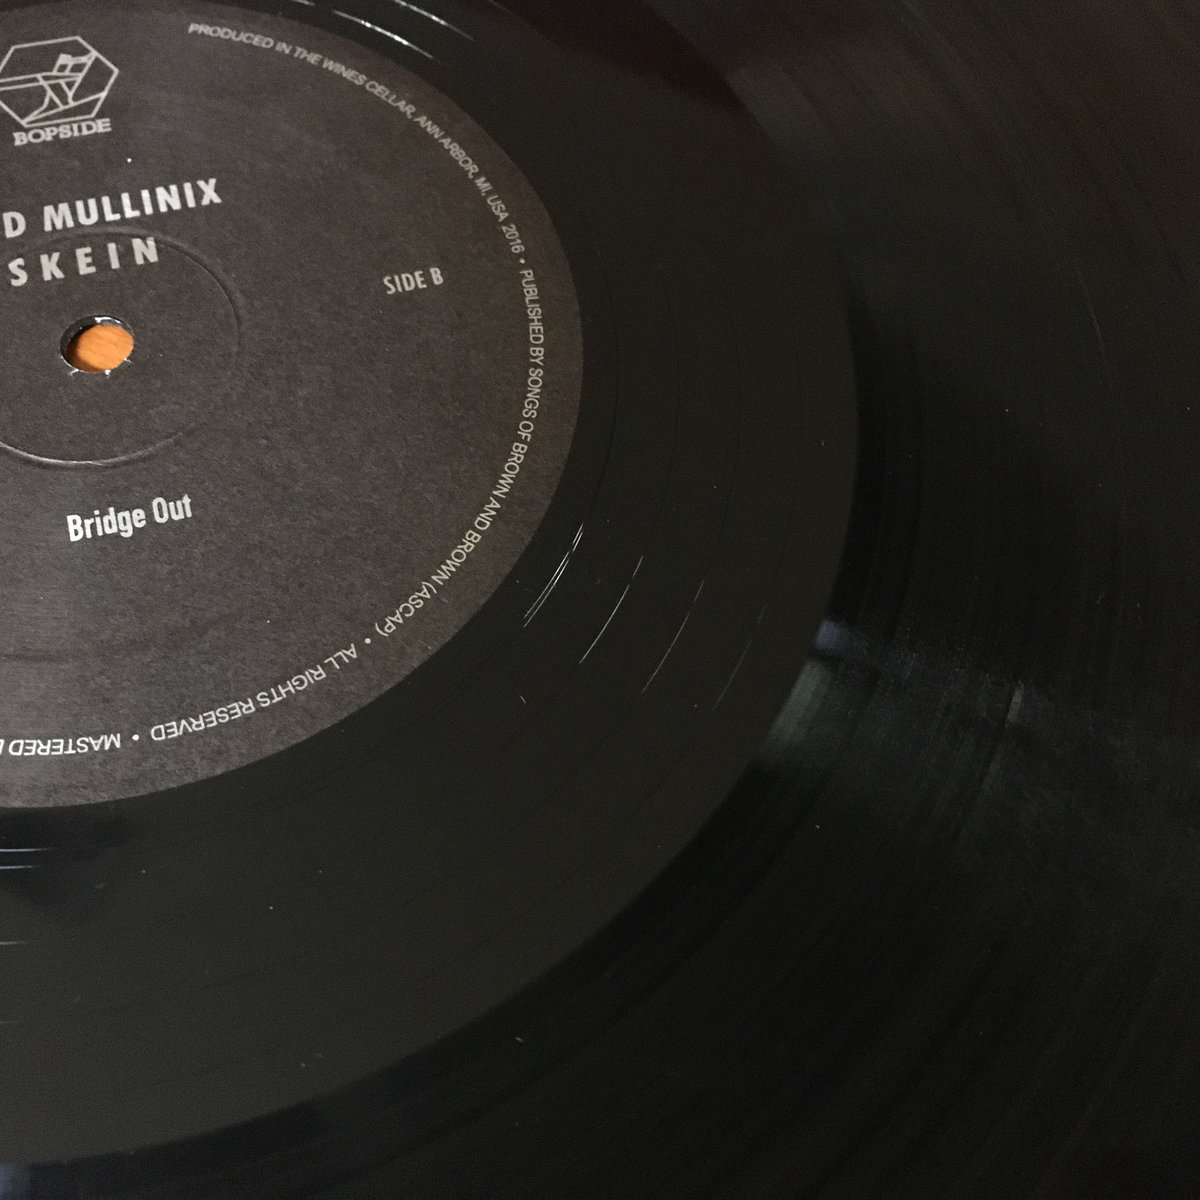 BOPSIDE
D MULLINIX
SKEIN
SIDE B
Bridge Out
PRODUCED IN THE WINES CELLAR, ANN ARBOR, MI, USA 2016 • PUBLISHED BY SONGS OF BROWN AND BROWN (ASCAP) • ALL RIGHTS RESERVED • MASTERED